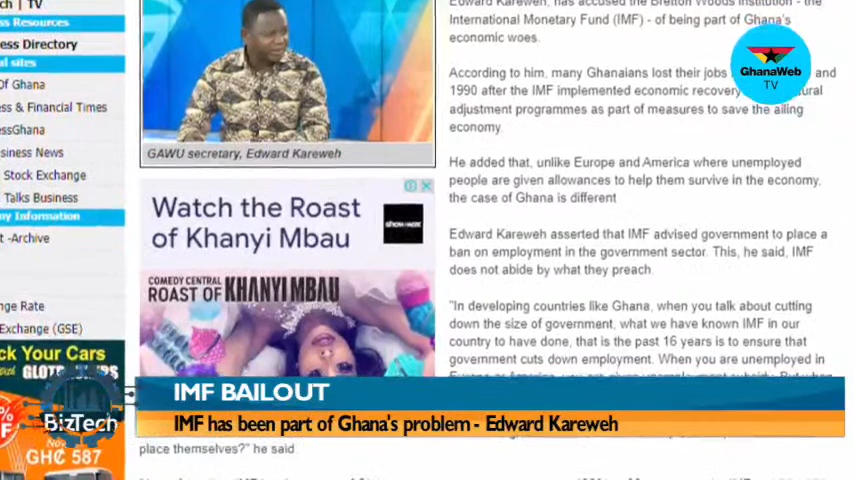 ch | TV
ss Resources
ess Directory
al sites
Of Ghana
ess & Financial Times
essGhana
siness News
Stock Exchange
Talks Business
ny Information
t -Archive
nge Rate
Exchange (GSE)
ck Your Cars
BizTech
Now
GH₵ 587
GAWU secretary, Edward Kareweh
Watch the Roast
of Khanyi Mbau
SHOWMAX
COMEDY CENTRAL
ROAST OF KHANYI MBAU
Edward Kareweh, has accused the Bretton Woods institution - the
International Monetary Fund (IMF) - of being part of Ghana's
economic woes.
According to him, many Ghanaians lost their jobs and
1990 after the IMF implemented economic recovery
adjustment programmes as part of measures to save the ailing
economy.
He added that, unlike Europe and America where unemployed
people are given allowances to help them survive in the economy,
the case of Ghana is different
Edward Kareweh asserted that IMF advised government to place a
ban on employment in the government sector. This, he said, IMF
does not abide by what they preach.
"In developing countries like Ghana, when you talk about cutting
down the size of government, what we have known IMF in our
country to have done, that is the past 16 years is to ensure that
government cuts down employment. When you are unemployed in
place themselves?" he said.
GhanaWeb
TV
IMF BAILOUT
IMF has been part of Ghana's problem - Edward Kareweh